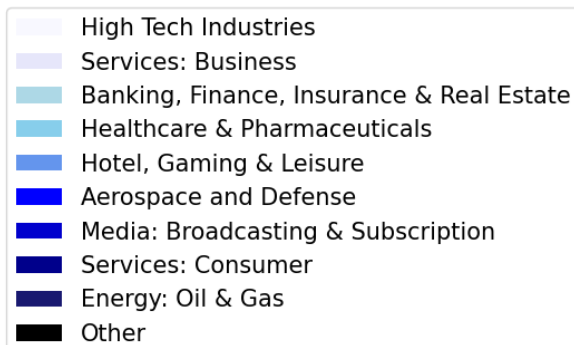 High Tech Industries
Services: Business
Banking, Finance, Insurance & Real Estate
Healthcare & Pharmaceuticals
Hotel, Gaming & Leisure
Aerospace and Defense
Media: Broadcasting & Subscription
Services: Consumer
Energy: Oil & Gas
Other